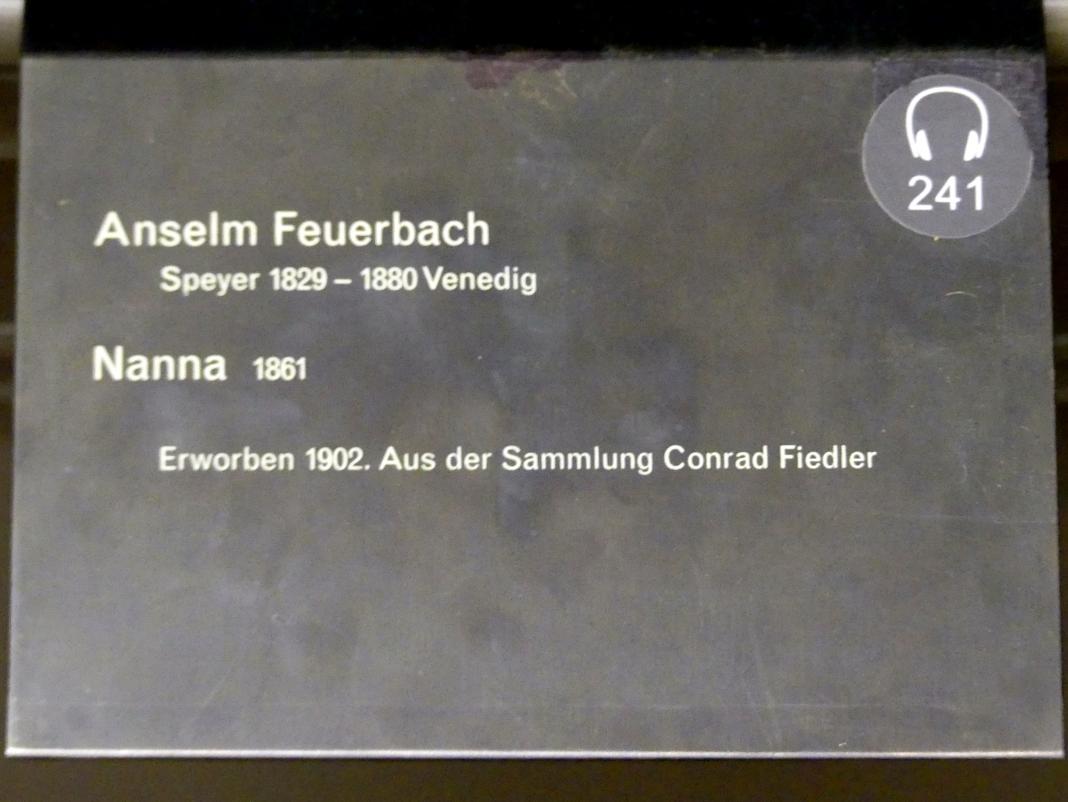 241
Anselm Feuerbach
Speyer 1829 – 1880 Venedig
Nanna 1861
Erworben 1902. Aus der Sammlung Conrad Fiedler